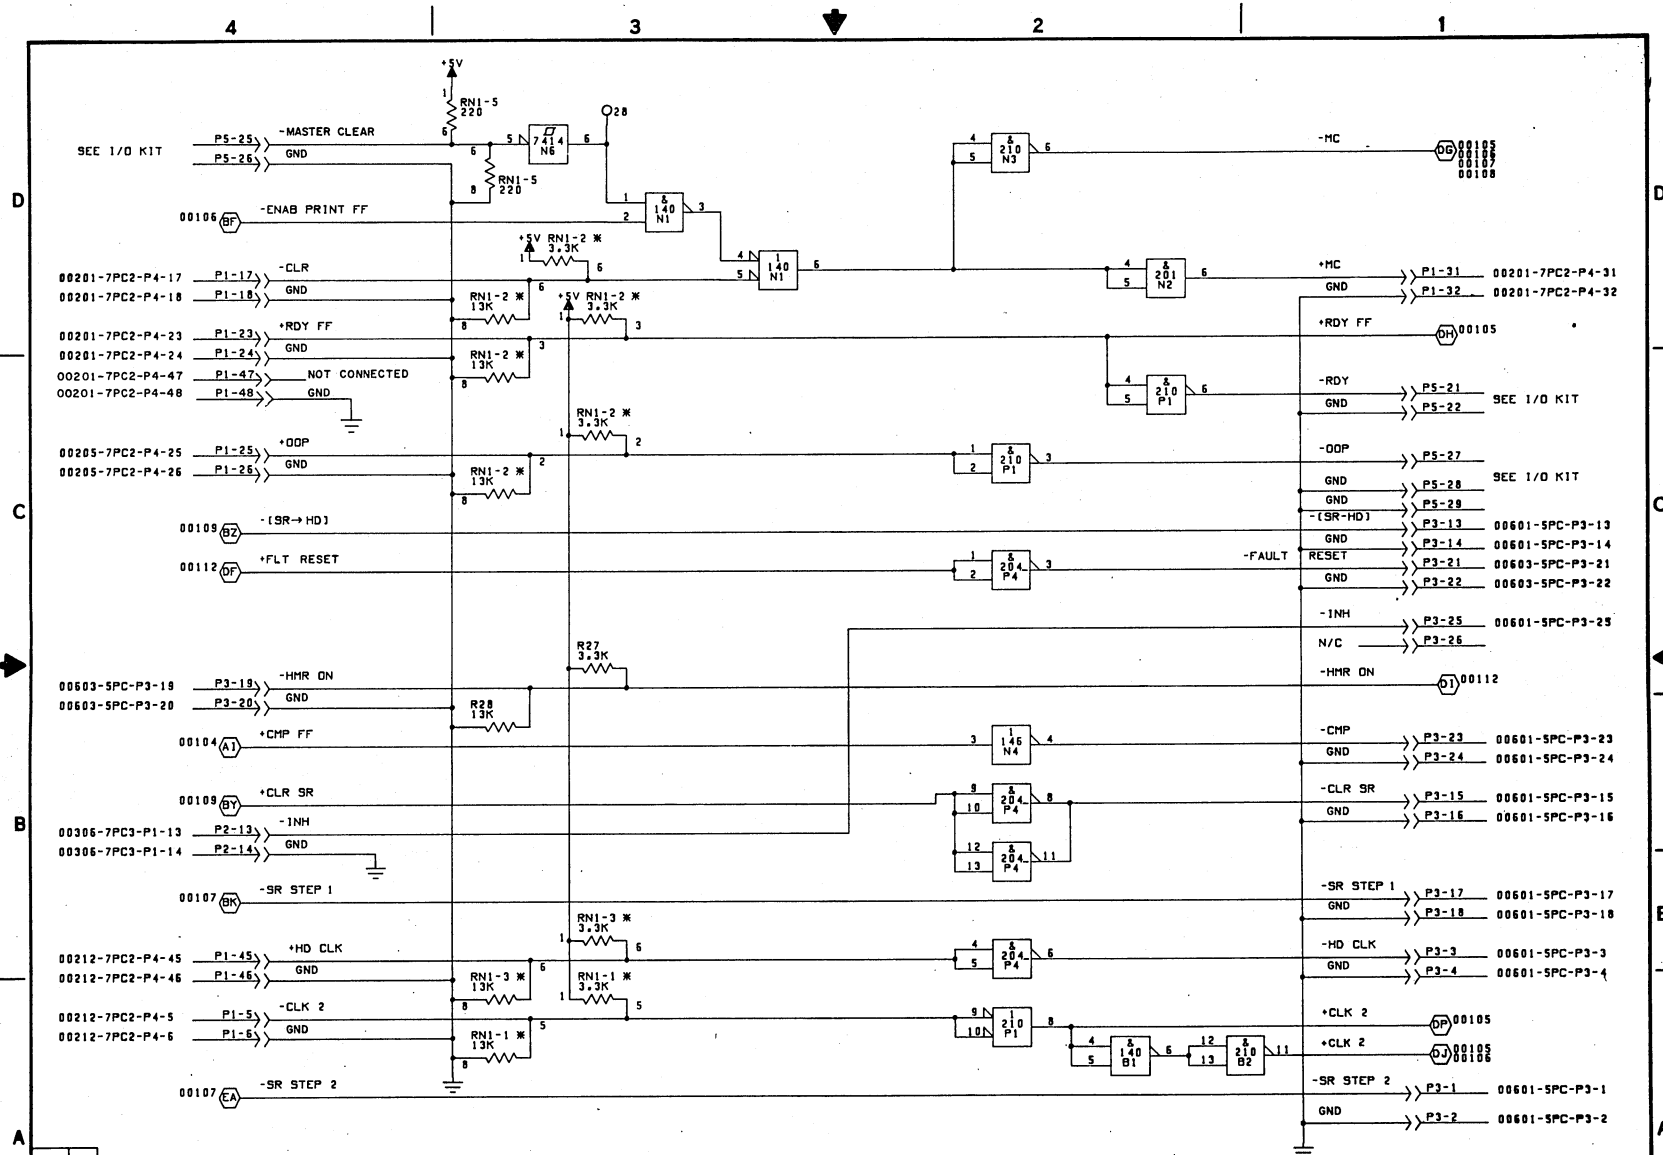 4 3 2 1
+5V
1 RN1-5
220
6
28
SEE I/O KIT P5-25 -MASTER CLEAR 6 5 7414 N6 6
P5-26 GND
8 RN1-5
220
4 5 & 210 N3 6 -MC DG 00105
00106
00107
00108
D D
00106 BF -ENAB PRINT FF 1 2 & 140 N1 3
+5V RN1-2 *
1 3.3K 6
00201-7PC2-P4-17 P1-17 -CLR 6 4 5 1 140 N1 6
00201-7PC2-P4-18 P1-18 GND
RN1-2 *
13K
8
4 5 & 201 N2 6 +MC P1-31 00201-7PC2-P4-31
GND P1-32 00201-7PC2-P4-32
+5V RN1-2 *
1 3.3K 3
00201-7PC2-P4-23 P1-23 +RDY FF 3 +RDY FF DH 00105
00201-7PC2-P4-24 P1-24 GND
RN1-2 *
13K
8
00201-7PC2-P4-47 P1-47 NOT CONNECTED
00201-7PC2-P4-48 P1-48 GND
4 5 & 210 P1 6 -RDY P5-21 SEE I/O KIT
GND P5-22
RN1-2 *
1 3.3K 2
00205-7PC2-P4-25 P1-25 +OOP 2 1 2 & 210 P1 3 -OOP P5-27
00205-7PC2-P4-26 P1-26 GND
RN1-2 *
13K
8
SEE I/O KIT
GND P5-28
GND P5-29
C C
00109 BZ -[SR→HD] -[SR-HD] P3-13 00601-5PC-P3-13
GND P3-14 00601-5PC-P3-14
00112 DF +FLT RESET 1 2 & 204 P4 3 -FAULT RESET P3-21 00603-5PC-P3-21
GND P3-22 00603-5PC-P3-22
-INH P3-25 00601-5PC-P3-25
N/C P3-26
R27
3.3K
00603-5PC-P3-19 P3-19 -HMR ON -HMR ON DI 00112
00603-5PC-P3-20 P3-20 GND
R28
13K
00104 AI +CMP FF 3 1 146 N4 4 -CMP P3-23 00601-5PC-P3-23
GND P3-24 00601-5PC-P3-24
00109 BY +CLR SR 9 10 & 204 P4 8 -CLR SR P3-15 00601-5PC-P3-15
GND P3-16 00601-5PC-P3-16
B
00306-7PC3-P1-13 P2-13 -INH
00306-7PC3-P1-14 P2-14 GND
12 13 & 204 P4 11
00107 BK -SR STEP 1 -SR STEP 1 P3-17 00601-5PC-P3-17
GND P3-18 00601-5PC-P3-18
RN1-3 *
1 3.3K 6
00212-7PC2-P4-45 P1-45 +HD CLK 6 4 5 & 204 P4 6 -HD CLK P3-3 00601-5PC-P3-3
00212-7PC2-P4-46 P1-46 GND
GND P3-4 00601-5PC-P3-4
RN1-3 *
13K
8
RN1-1 *
1 3.3K 5
00212-7PC2-P4-5 P1-5 -CLK 2 5 9 10 1 210 P1 8 +CLK 2 DP 00105
00212-7PC2-P4-6 P1-6 GND
RN1-1 *
13K
8
4 5 & 140 B1 6 12 13 & 210 B2 11 +CLK 2 DJ 00105
00106
00107 EA -SR STEP 2 -SR STEP 2 P3-1 00601-5PC-P3-1
GND P3-2 00601-5PC-P3-2
A